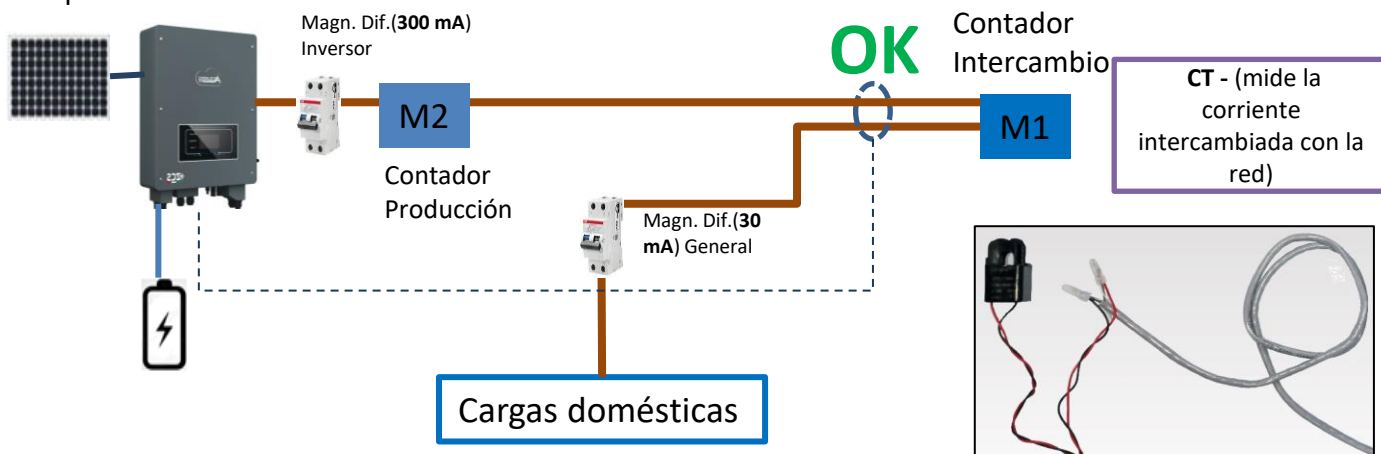 Magn. Dif.(300 mA)
Inversor
OK
Contador
Intercambio
CT - (mide la
corriente
intercambiada con la
red)
M2
M1
Contador
Producción
Magn. Dif.(30
mA) General
Cargas domésticas